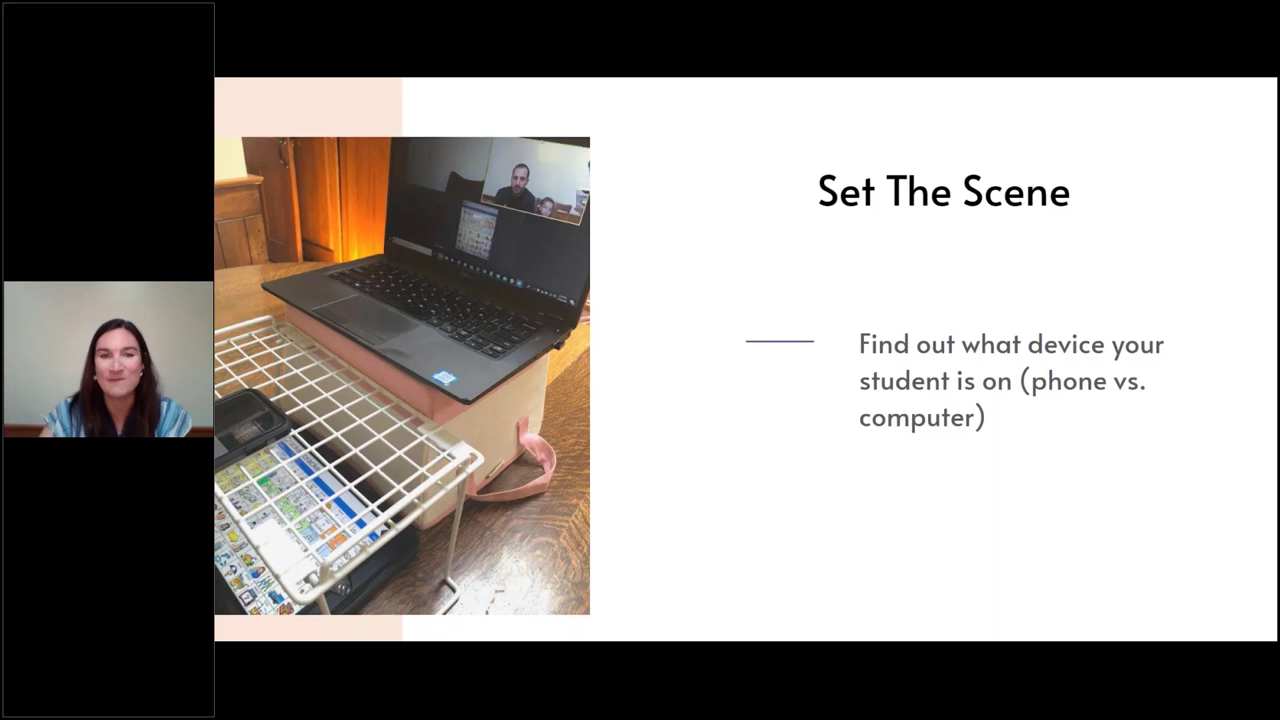 Set The Scene
Find out what device your
student is on (phone vs.
computer)